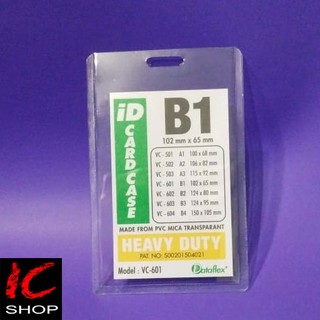 iD
CARD CASE
B1
102 mm x 65 mm
VC - 501 A1 100 x 68 mm
VC - 502 A2 106 x 82 mm
VC - 503 A3 115 x 92 mm
VC - 601 B1 102 x 65 mm
VC - 602 B2 124 x 80 mm
VC - 603 B3 124 x 95 mm
VC - 604 B4 150 x 105 mm
MADE FROM PVC MICA TRANSPARANT
HEAVY DUTY
PAT. NO. S00201504021
Model : VC-601
Dataflex
IC
SHOP